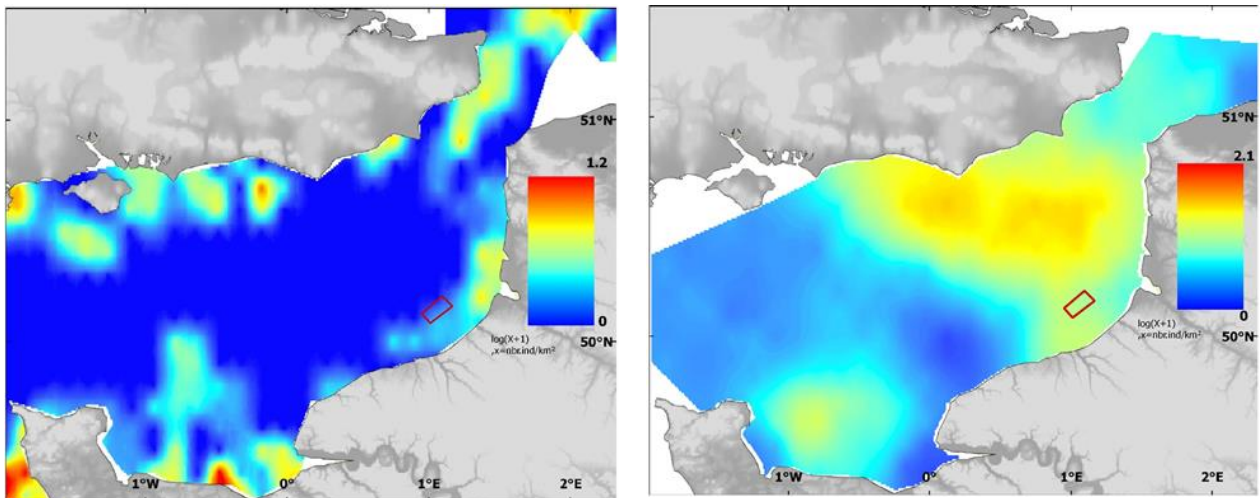 51°N
1.2
0
50°N
log(X+1)
,x=nbr.ind/km²
1°W
0°
1°E
2°E
51°N
2.1
0
50°N
log(X+1)
,x=nbr.ind/km²
1°W
0°
1°E
2°E